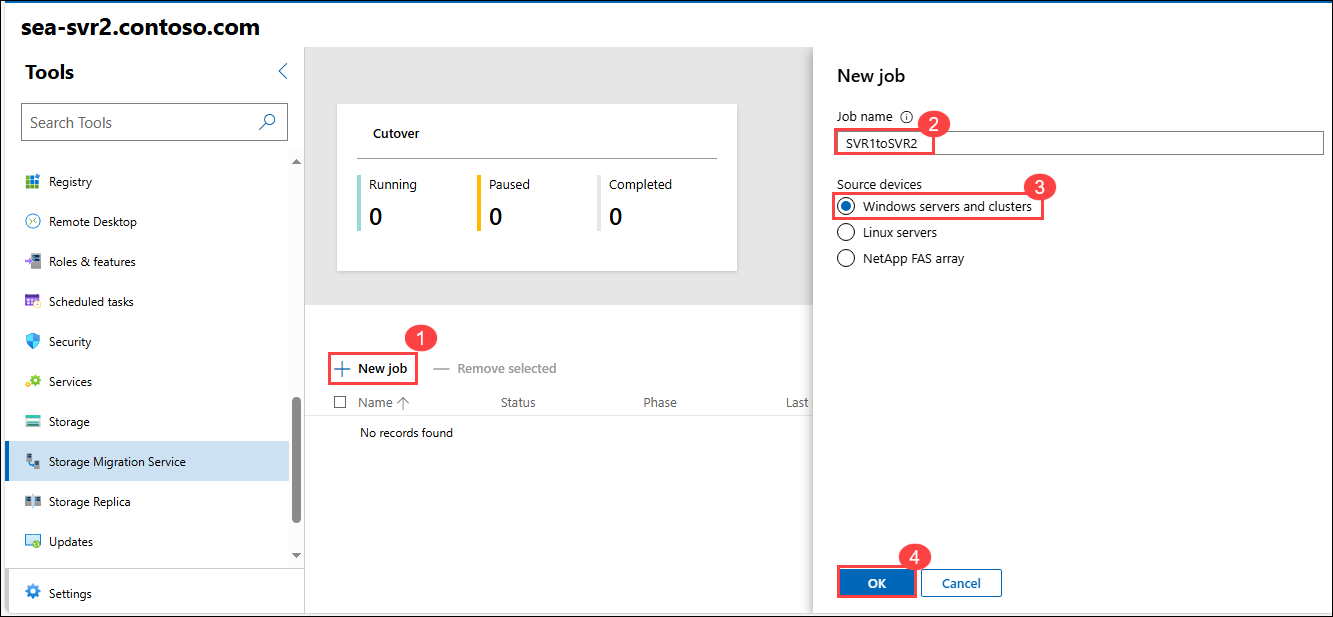 sea-svr2.contoso.com
Tools
Search Tools
Registry
Remote Desktop
Roles & features
Scheduled tasks
Security
Services
Storage
Storage Migration Service
Storage Replica
Updates
Settings
Cutover
Running
Paused
Completed
0
0
0
1
New job
Remove selected
Name
Status
Phase
Last
No records found
New job
Job name
2
SVR1toSVR2
Source devices
3
Windows servers and clusters
Linux servers
NetApp FAS array
4
OK
Cancel